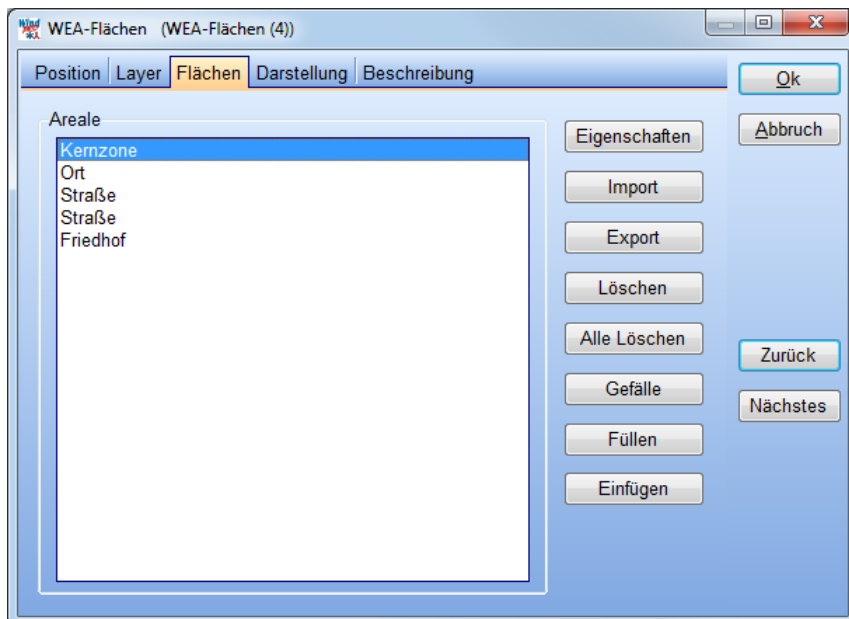 WEA-Flächen (WEA-Flächen (4))
Position Layer Flächen Darstellung Beschreibung
Areale
Kernzone
Ort
Straße
Straße
Friedhof
Eigenschaften
Import
Export
Löschen
Alle Löschen
Gefälle
Füllen
Einfügen
Ok
Abbruch
Zurück
Nächstes